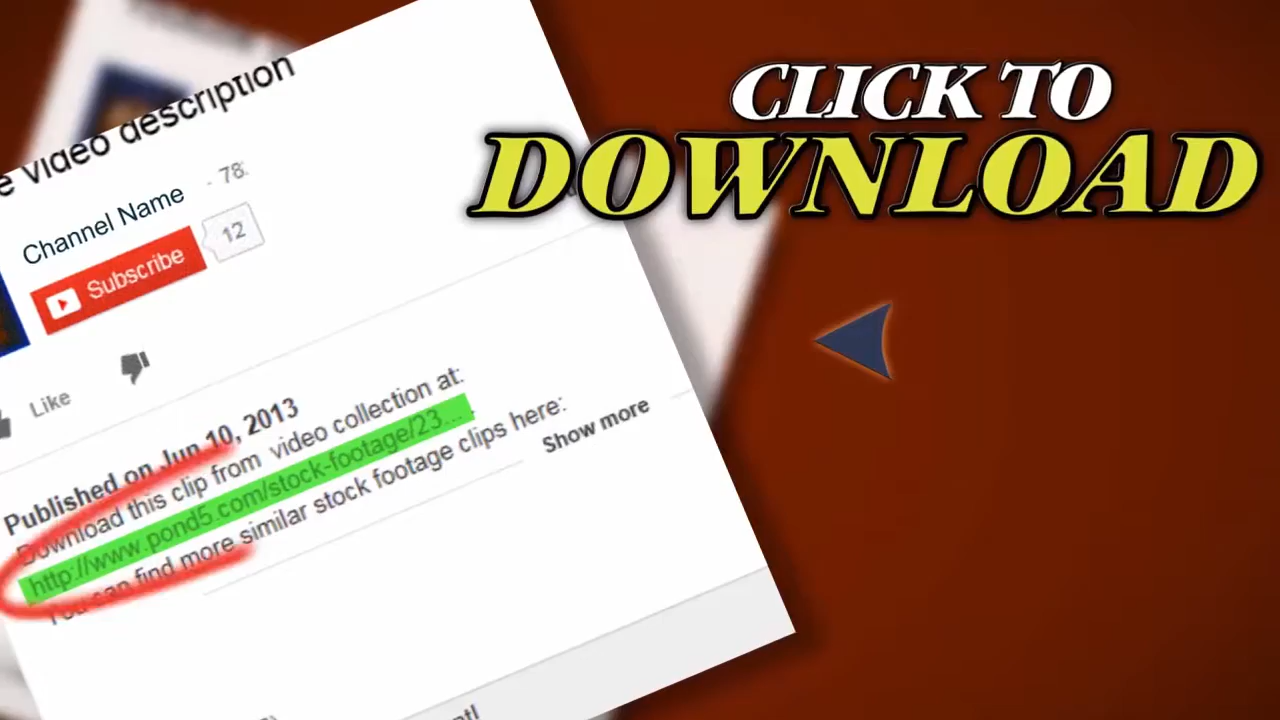 CLICK TO
DOWNLOAD
video description
Channel Name
Subscribe
12
Like
Published on Jun 10, 2013
Download this clip from video collection at:
http://www.pond5.com/stock-footage/23...
You can find more similar stock footage clips here:
Show more